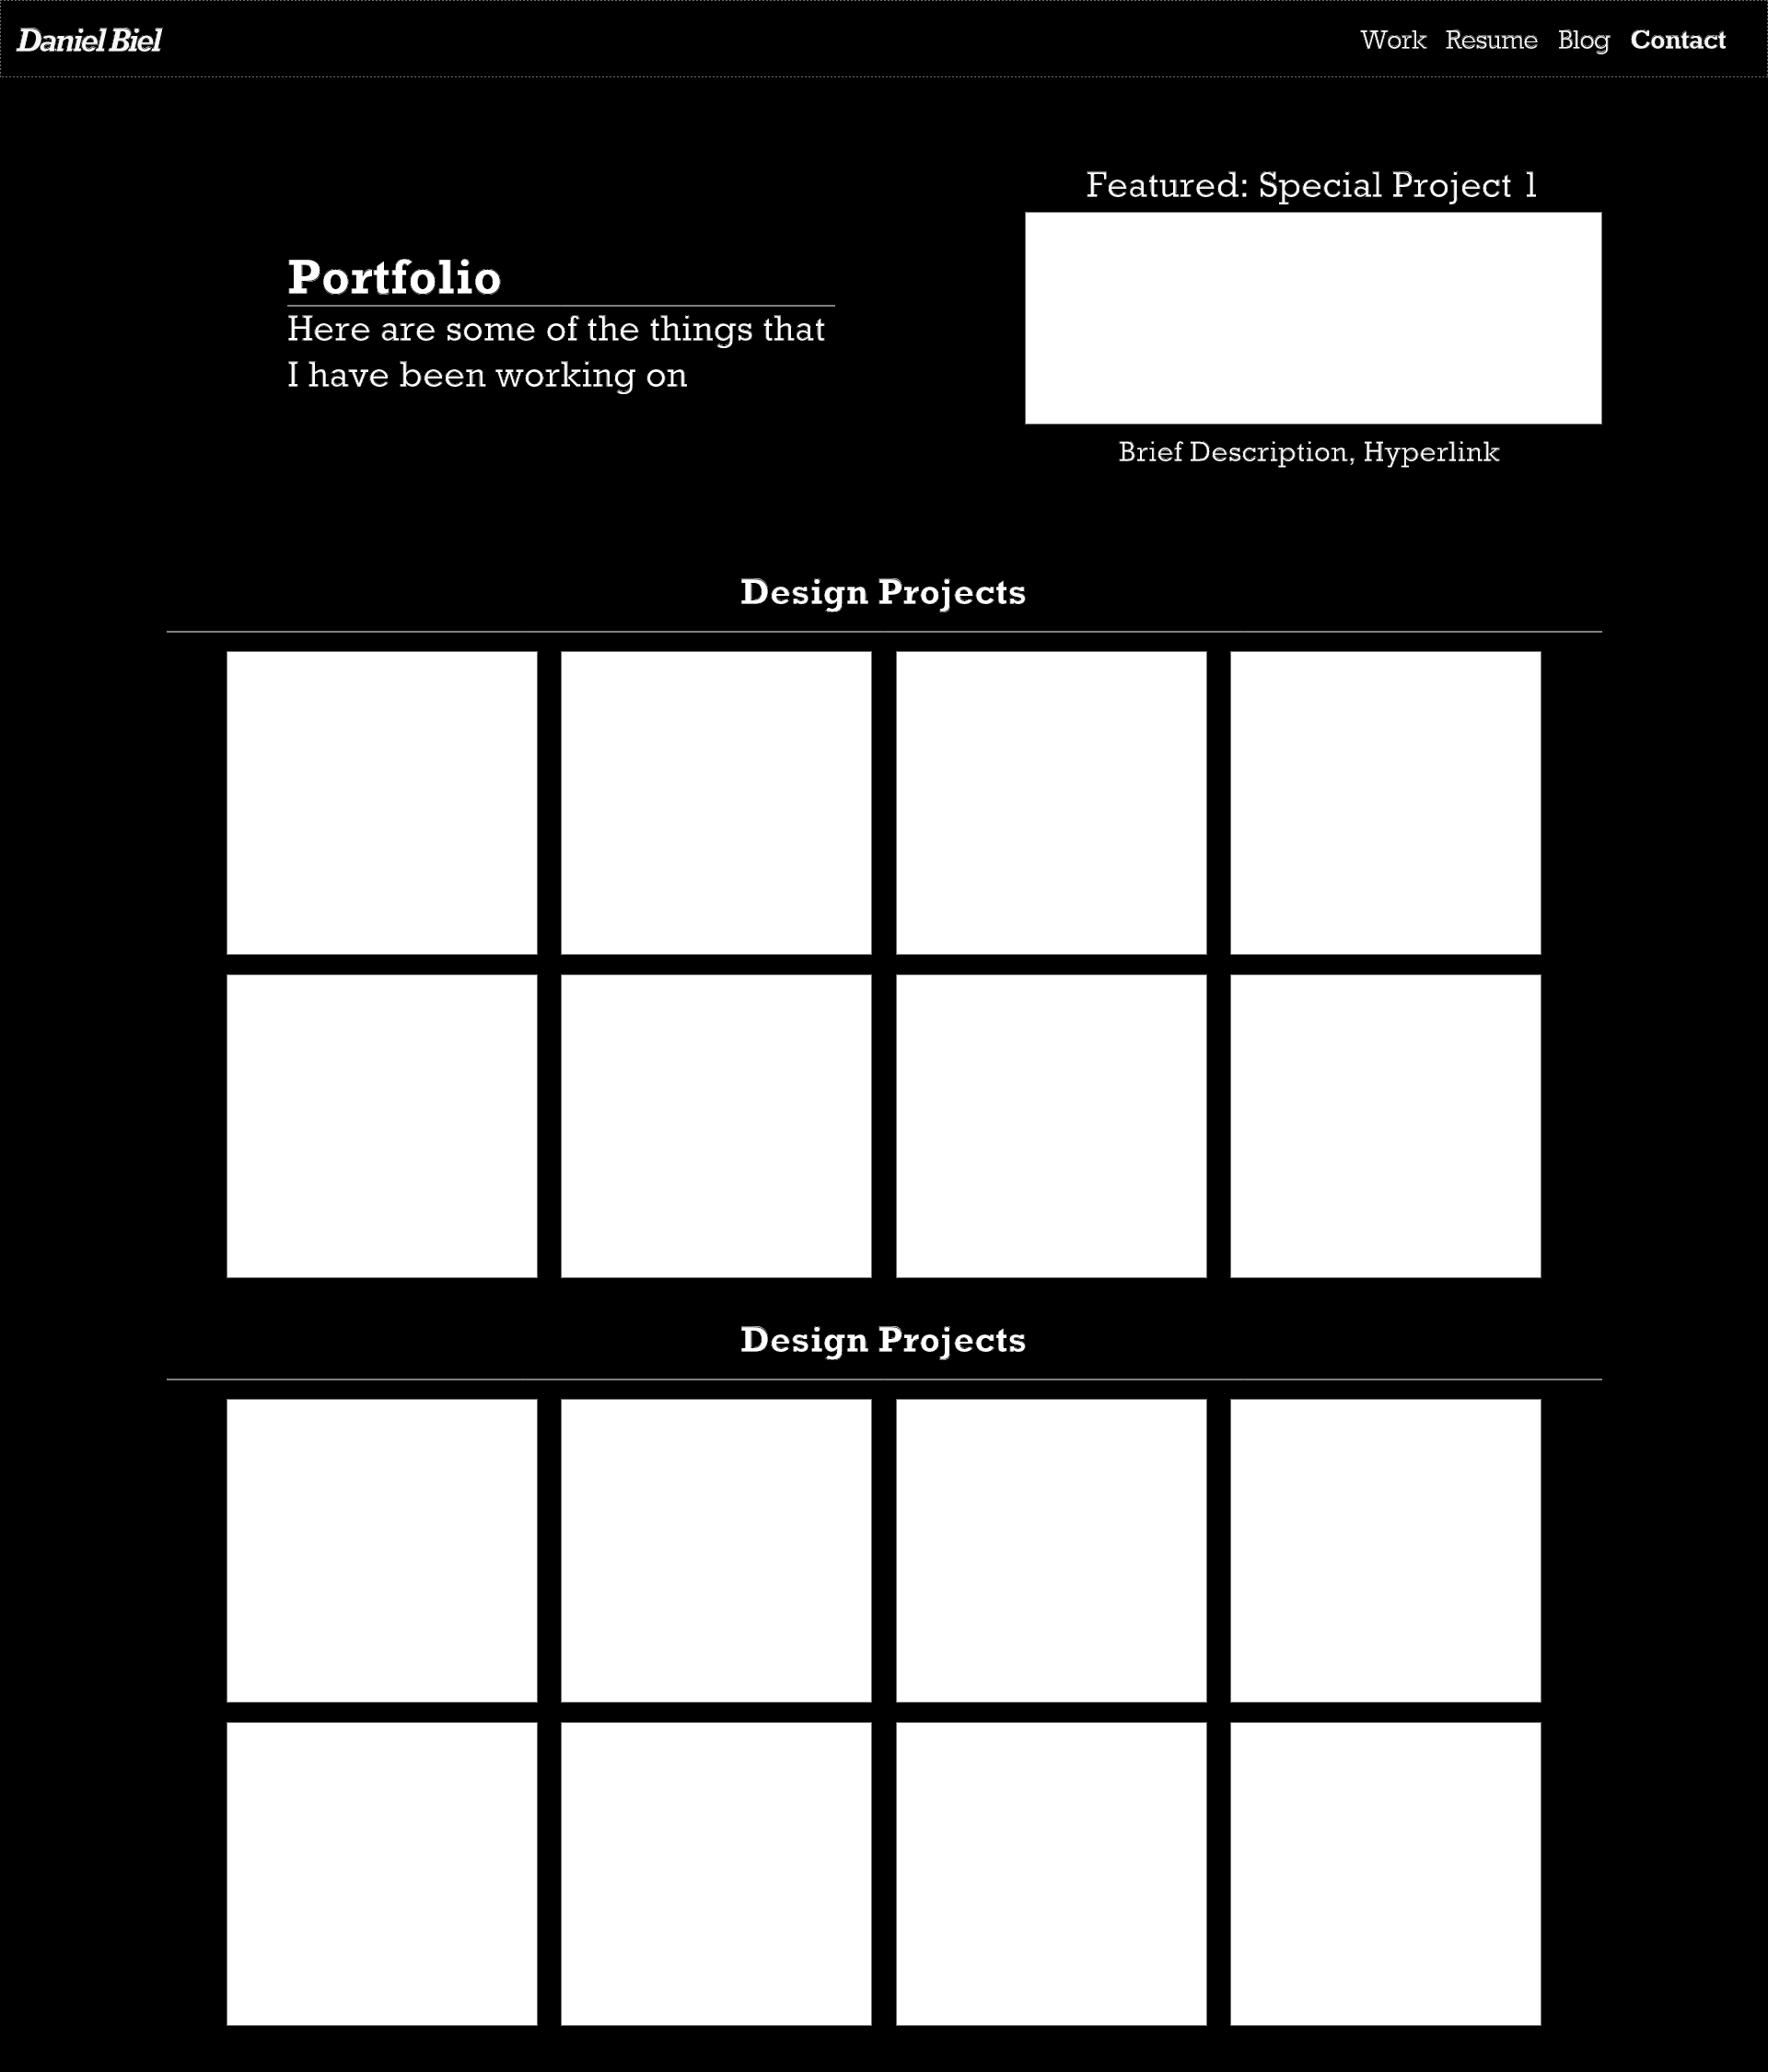 Daniel Biel
Work Resume Blog Contact
Featured: Special Project 1
Portfolio
Here are some of the things that
I have been working on
Brief Description, Hyperlink
Design Projects
Design Projects